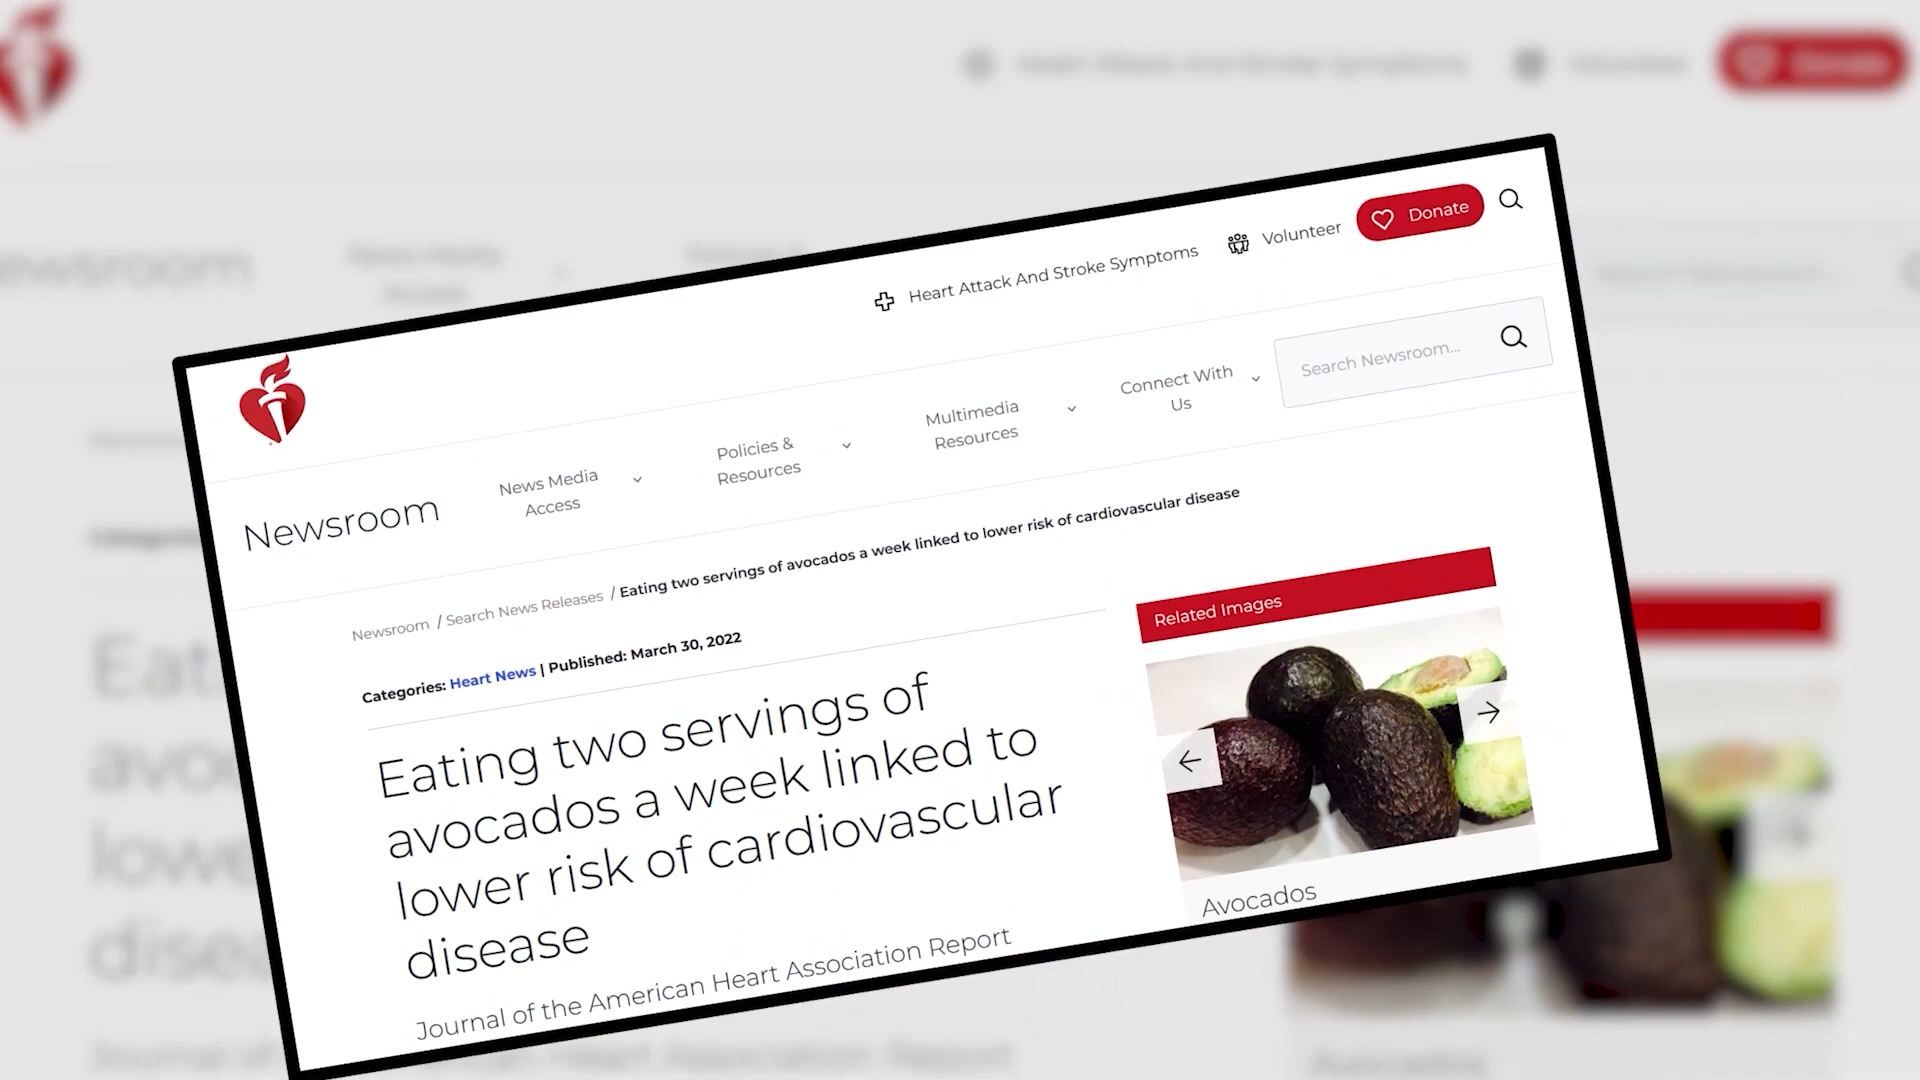 Heart Attack And Stroke Symptoms
Volunteer
Donate
Newsroom
News Media
Access
Policies &
Resources
Multimedia
Resources
Connect With
Us
Search Newsroom...
Newsroom / Search News Releases / Eating two servings of avocados a week linked to lower risk of cardiovascular disease
Categories: Heart News | Published: March 30, 2022
Eating two servings of
avocados a week linked to
lower risk of cardiovascular
disease
Journal of the American Heart Association Report
Related Images
Avocados